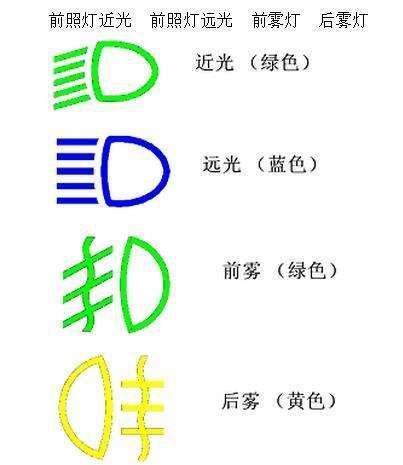 前照灯近光 前照灯远光 前雾灯 后雾灯
近光（绿色）
远光（蓝色）
前雾（绿色）
后雾（黄色）